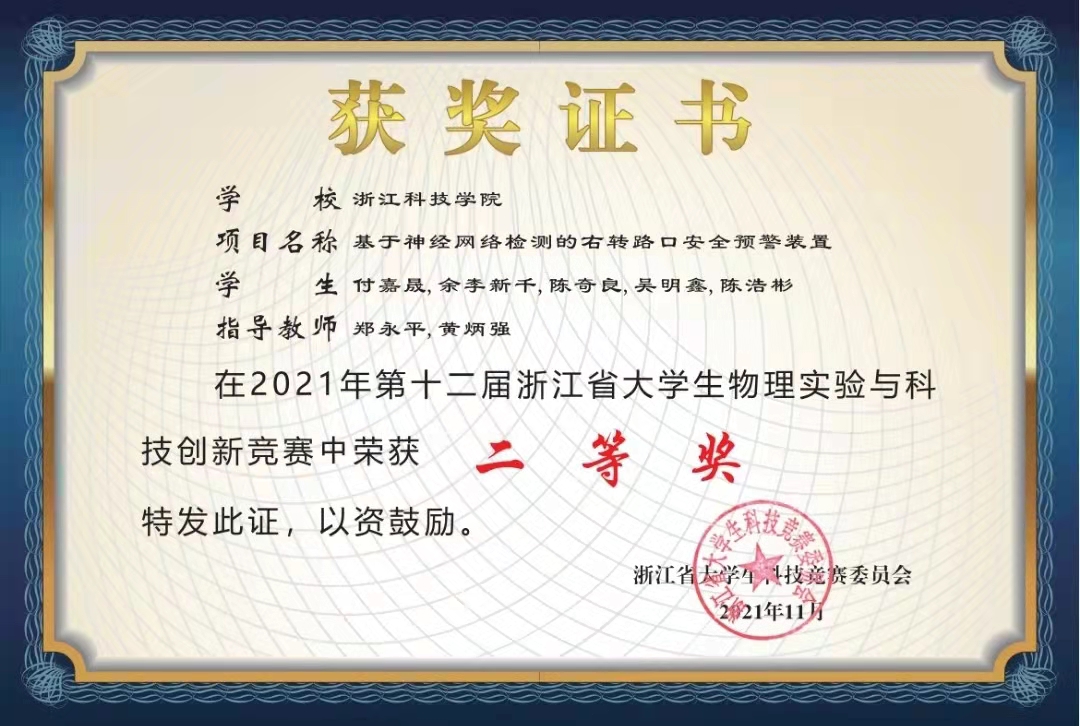 获奖证书
学校 浙江科技学院
项目名称 基于神经网络检测的右转路口安全预警装置
学生 付嘉晟,余李新千,陈奇良,吴明鑫,陈浩彬
指导教师 郑永平,黄炳强
在2021年第十二届浙江省大学生物理实验与科
技创新竞赛中荣获 二等奖
特发此证，以资鼓励。
浙江省大学生科技竞赛委员会
浙江省大学生科技竞赛委员会
2021年11月